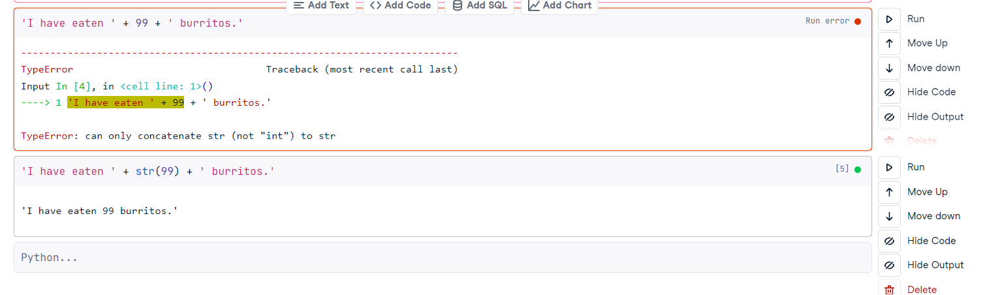 Add Text Add Code Add SQL Add Chart
'I have eaten ' + 99 + ' burritos.' Run error
---------------------------------------------------------------------------
TypeError Traceback (most recent call last)
Input In [4], in <cell line: 1>()
----> 1 'I have eaten ' + 99 + ' burritos.'
TypeError: can only concatenate str (not "int") to str
Run
Move Up
Move down
Hide Code
Hide Output
Delete
'I have eaten ' + str(99) + ' burritos.' [5]
'I have eaten 99 burritos.'
Python...
Run
Move Up
Move down
Hide Code
Hide Output
Delete